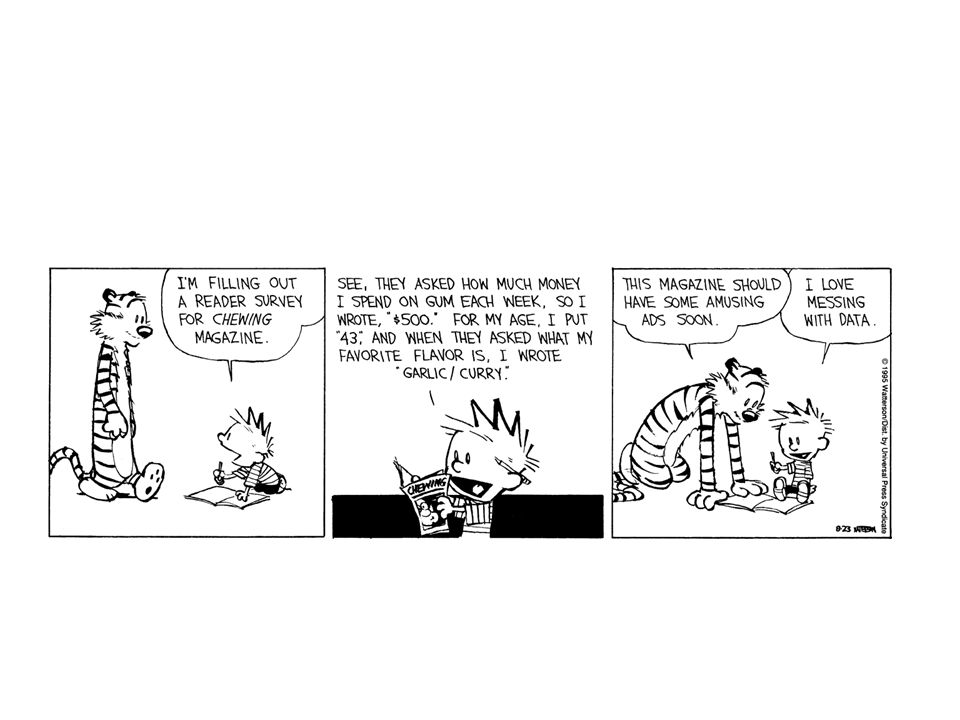 I'M FILLING OUT
A READER SURVEY
FOR CHEWING
MAGAZINE.
SEE, THEY ASKED HOW MUCH MONEY
I SPEND ON GUM EACH WEEK, SO I
WROTE, "$500." FOR MY AGE, I PUT
"43", AND WHEN THEY ASKED WHAT MY
FAVORITE FLAVOR IS, I WROTE
"GARLIC/CURRY."
CHEWING
THIS MAGAZINE SHOULD
HAVE SOME AMUSING
ADS SOON.
I LOVE
MESSING
WITH DATA.
© 1995 Watterson/Dist. by Universal Press Syndicate
8-23 WATTERSON